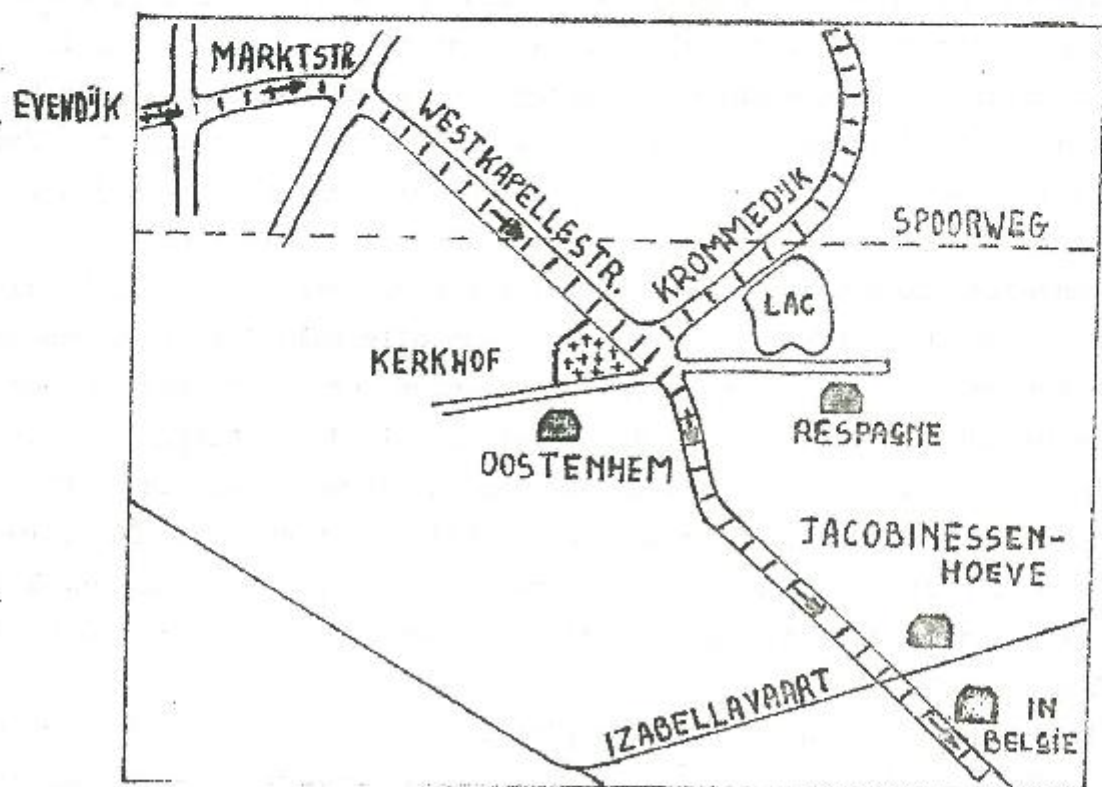 MARKTSTR
EVENDIJK
WESTKAPELLESTR.
KROMMEDIJK
SPOORWEG
LAC
KERKHOF
RESPAGNE
OOSTENHEM
JACOBINESSEN-
HOEVE
IZABELLAVAART
IN
BELGIE